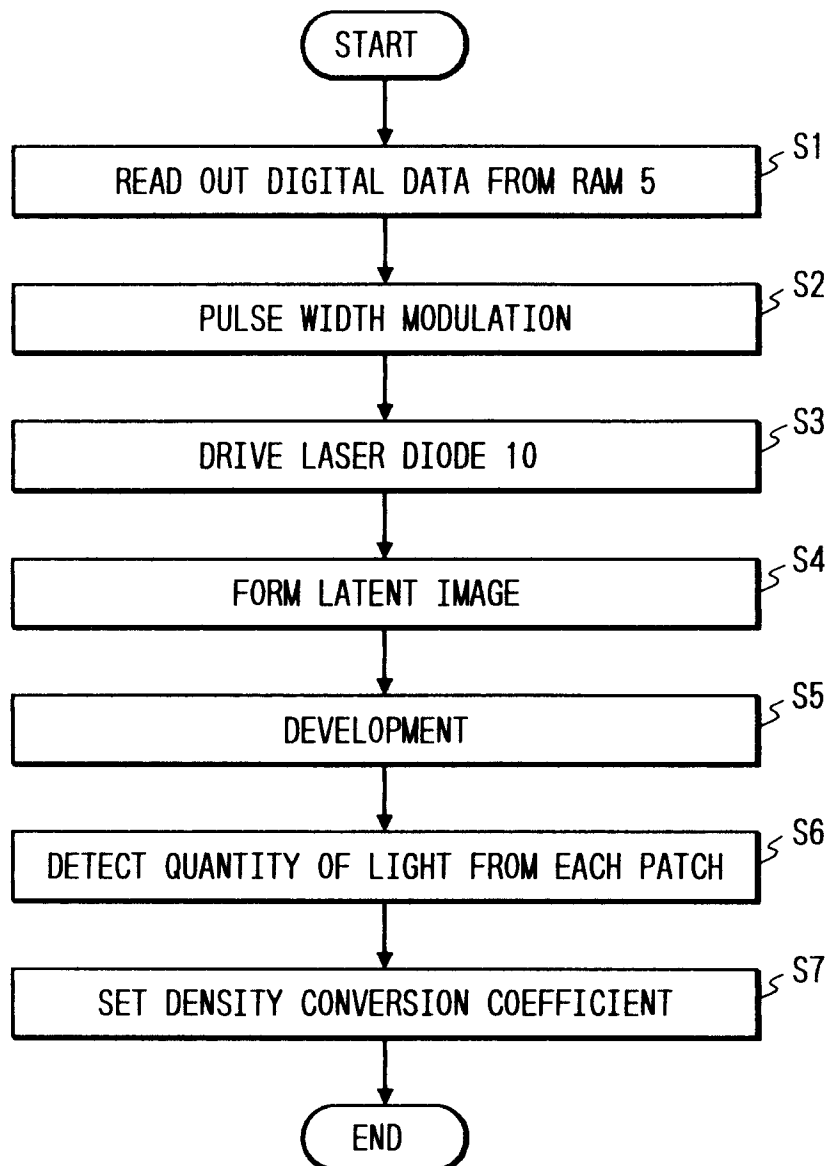 START
S1
READ OUT DIGITAL DATA FROM RAM 5
S2
PULSE WIDTH MODULATION
S3
DRIVE LASER DIODE 10
S4
FORM LATENT IMAGE
S5
DEVELOPMENT
S6
DETECT QUANTITY OF LIGHT FROM EACH PATCH
S7
SET DENSITY CONVERSION COEFFICIENT
END